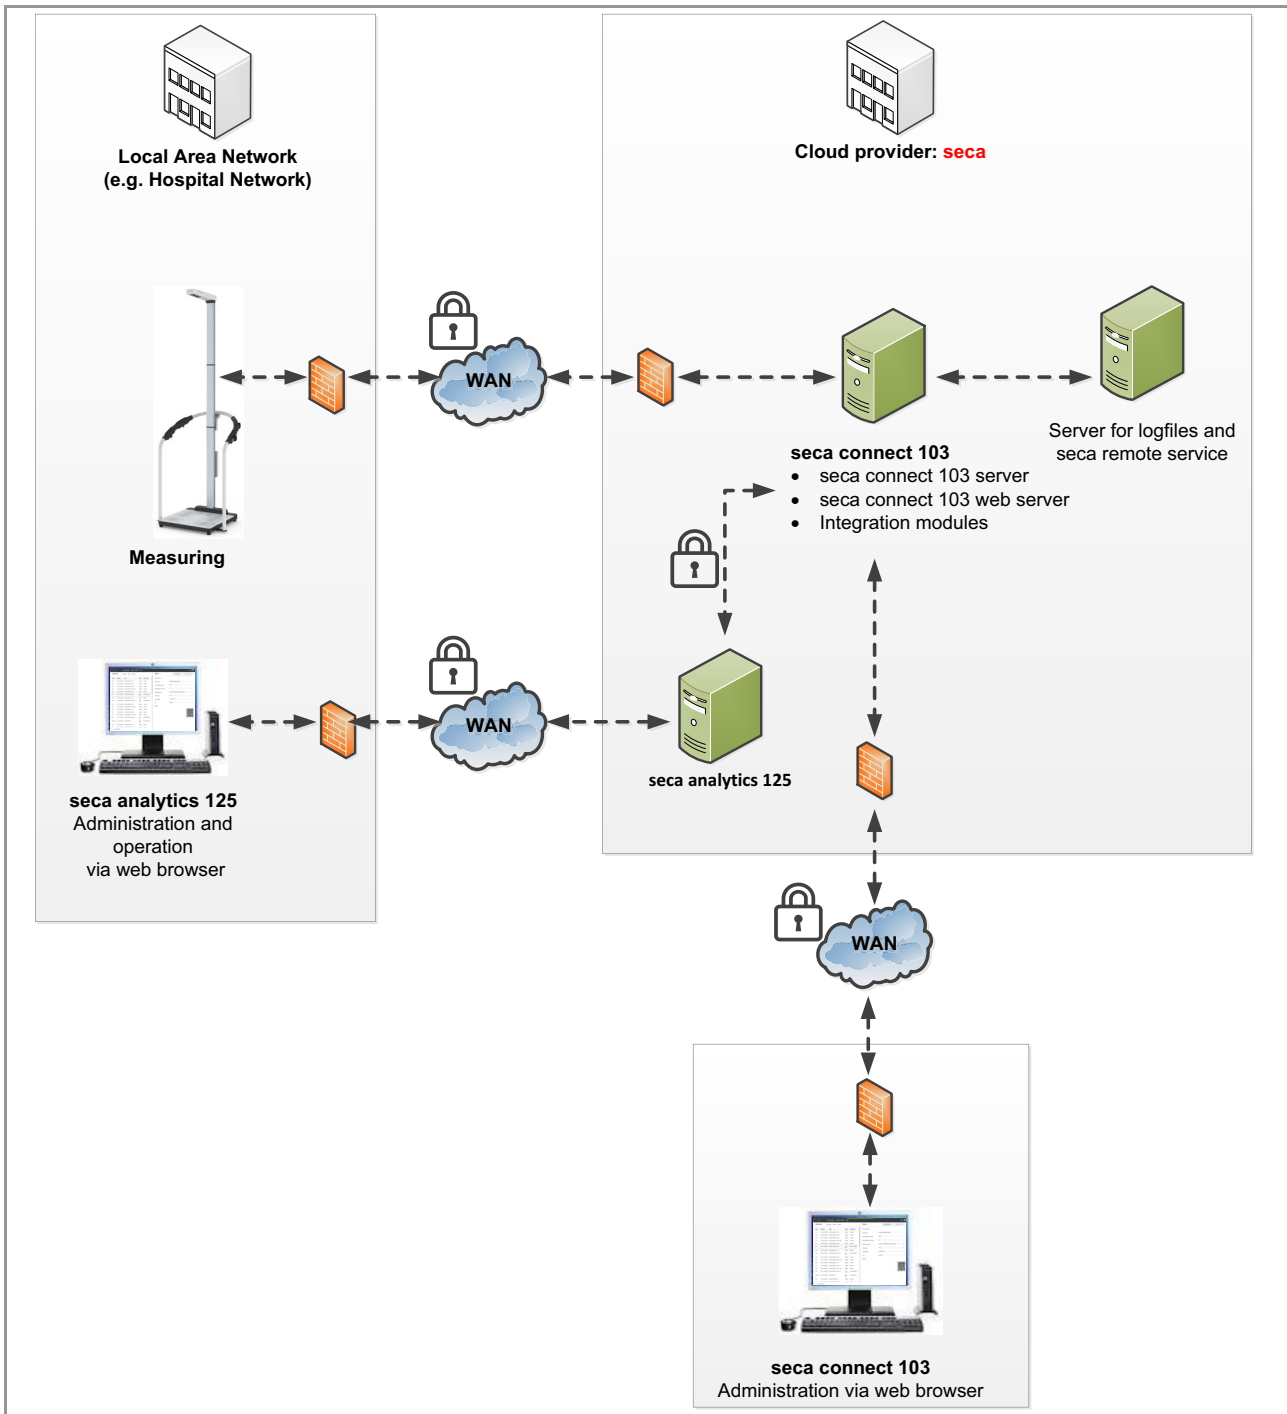 Local Area Network
(e.g. Hospital Network)
Cloud provider: seca
WAN
Measuring
seca connect 103
• seca connect 103 server
• seca connect 103 web server
• Integration modules
Server for logfiles and
seca remote service
WAN
seca analytics 125
Administration and
operation
via web browser
seca analytics 125
WAN
seca connect 103
Administration via web browser